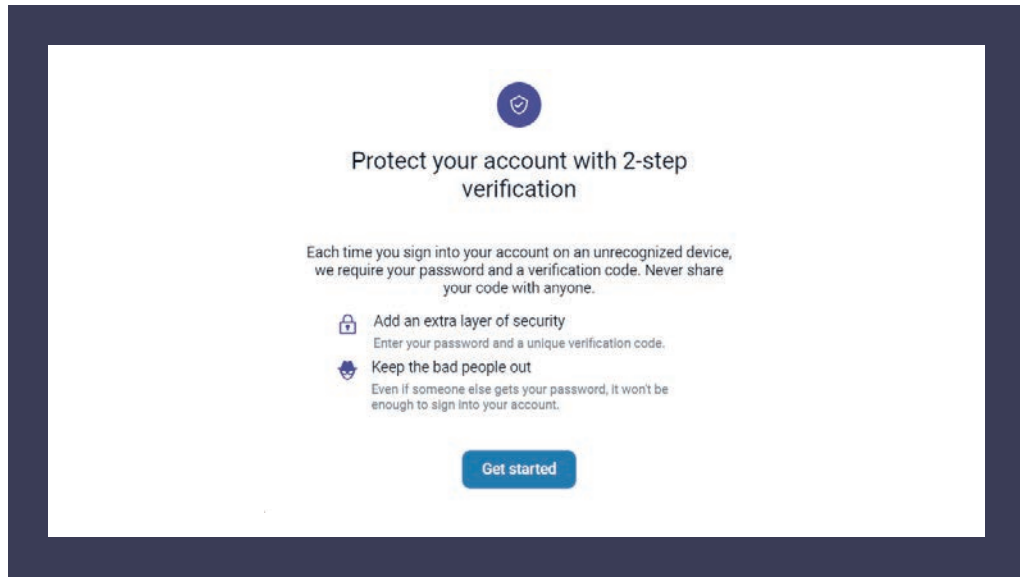 Protect your account with 2-step
verification
Each time you sign into your account on an unrecognized device,
we require your password and a verification code. Never share
your code with anyone.
Add an extra layer of security
Enter your password and a unique verification code.
Keep the bad people out
Even if someone else gets your password, it won't be
enough to sign into your account.
Get started